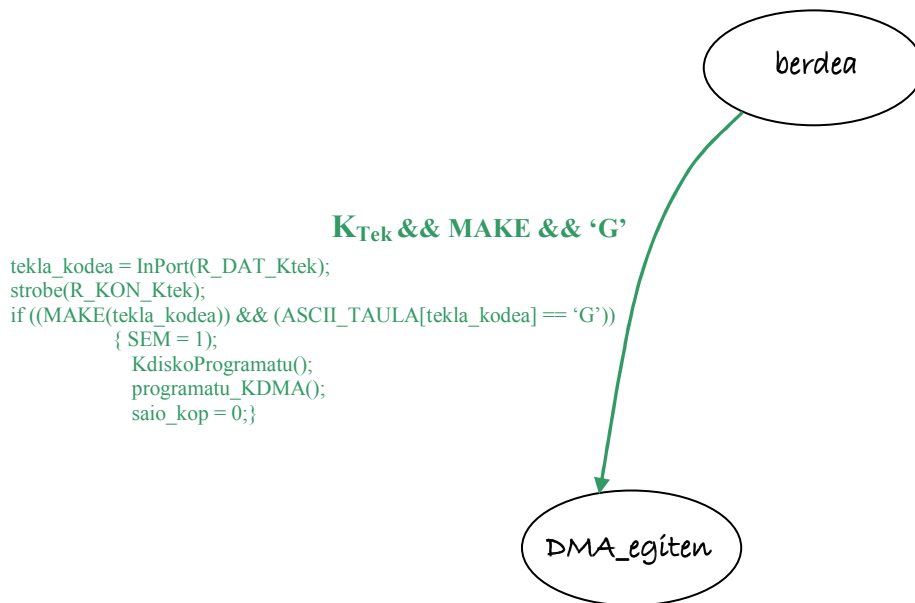 berdea
KTek && MAKE && ‘G’
tekla_kodea = InPort(R_DAT_Ktek);
strobe(R_KON_Ktek);
if ((MAKE(tekla_kodea)) && (ASCII_TAULA[tekla_kodea] == ‘G’))
{ SEM = 1);
KdiskoProgramatu();
programatu_KDMA();
saio_kop = 0;}
DMA_egiten